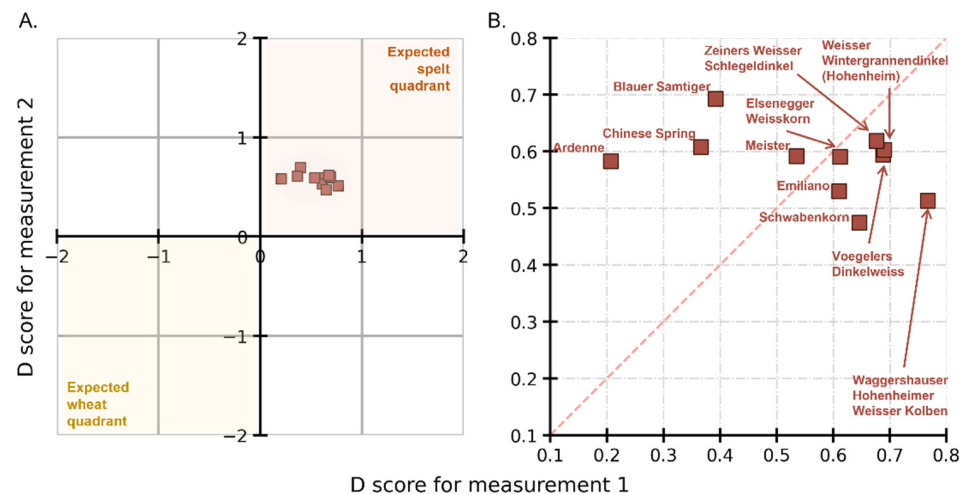 A.
B.
2
1
0
−1
−2
−2
−1
0
1
2
Expected
spelt
quadrant
Expected
wheat
quadrant
D score for measurement 2
0.8
0.7
0.6
0.5
0.4
0.3
0.2
0.1
0.1
0.2
0.3
0.4
0.5
0.6
0.7
0.8
Zeiners Weisser
Schlegeldinkel
Weisser
Wintergrannendinkel
(Hohenheim)
Blauer Samtiger
Elsenegger
Weisskorn
Chinese Spring
Ardenne
Meister
Emiliano
Schwabenkorn
Voegelers
Dinkelweiss
Waggershauser
Hohenheimer
Weisser Kolben
D score for measurement 1